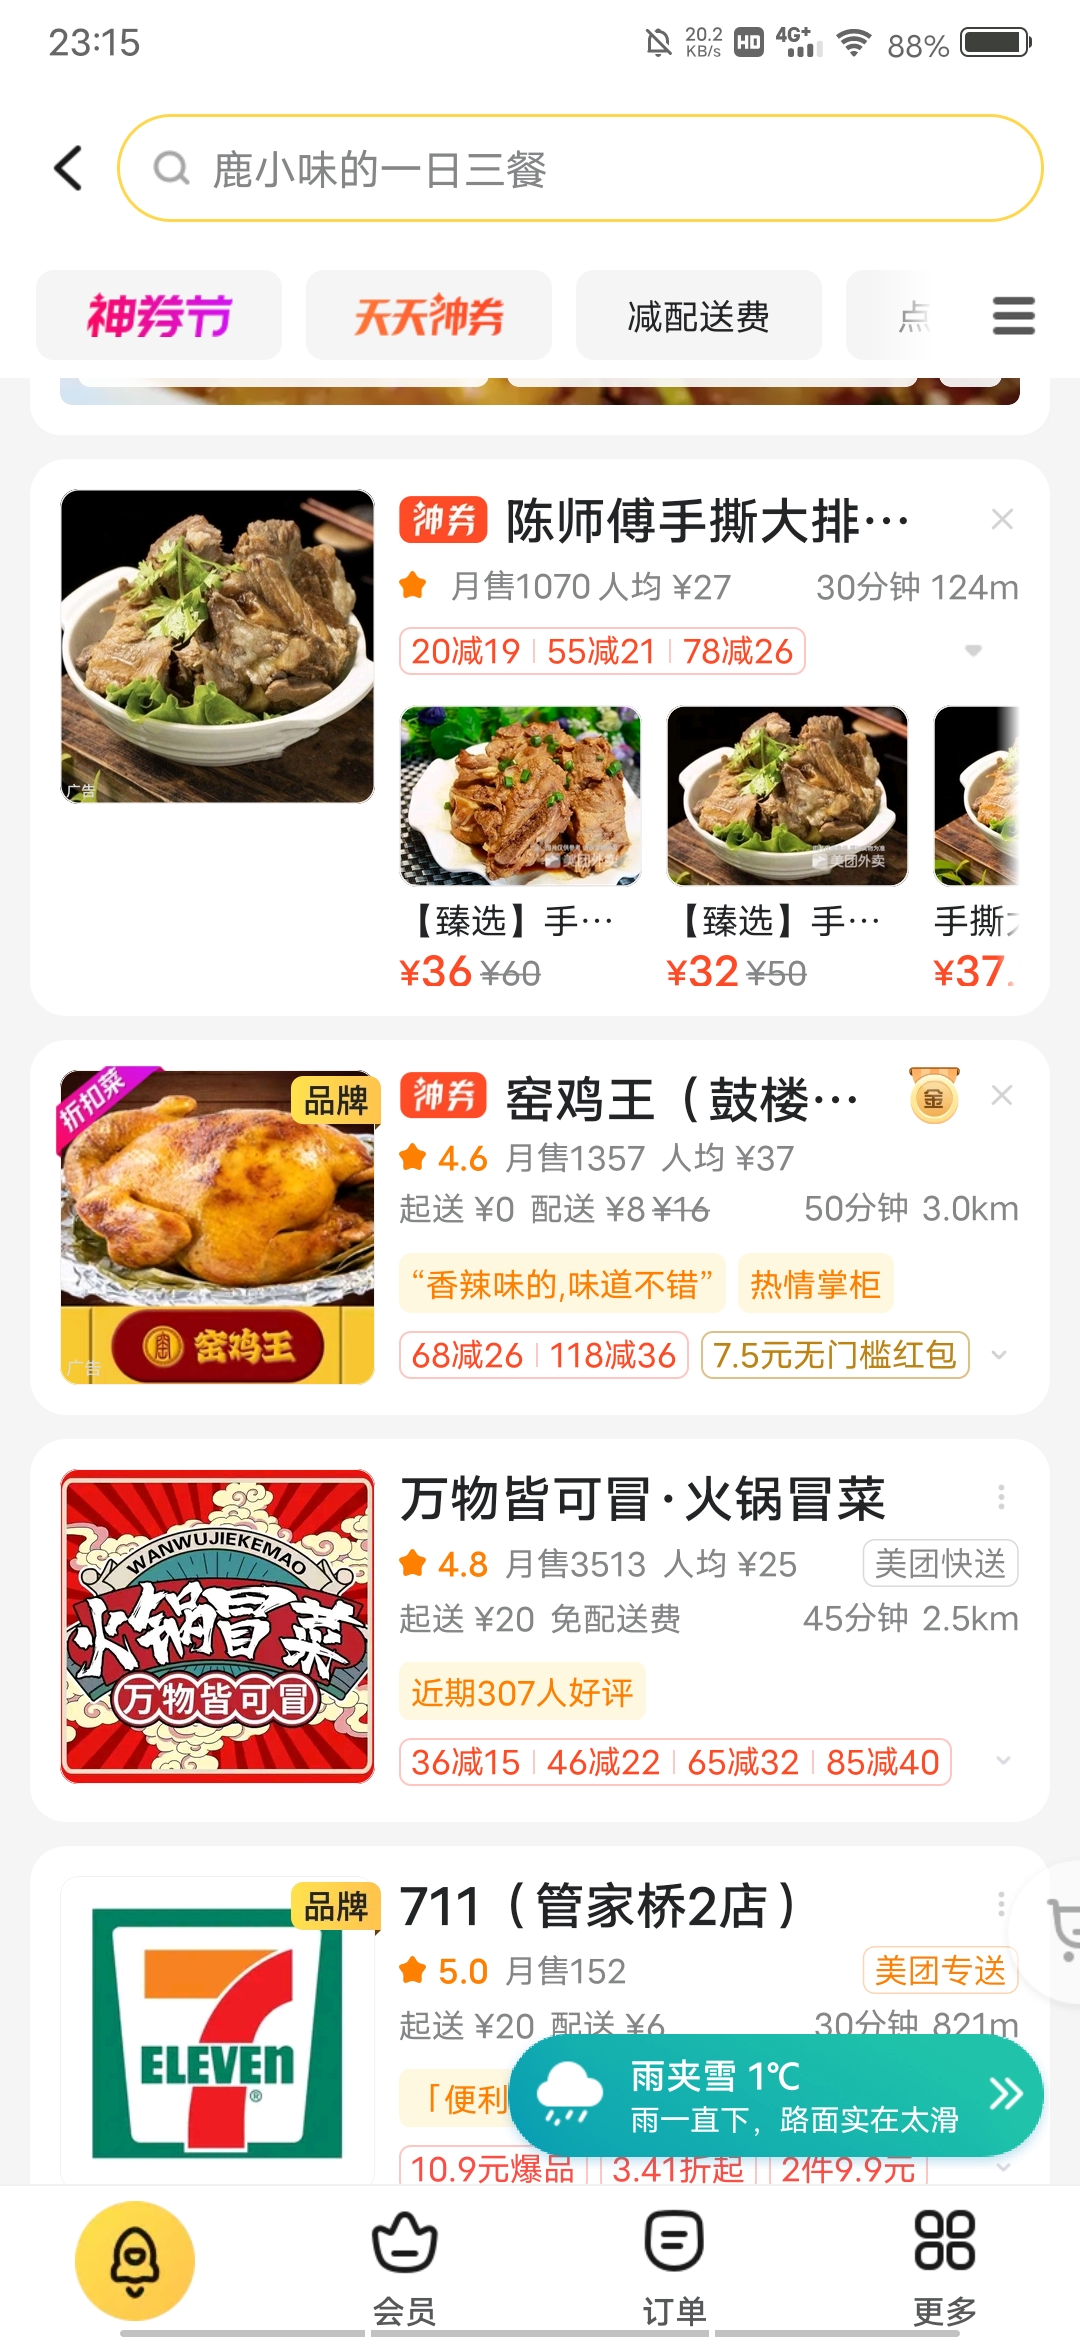 23:15
20.2 KB/s HD 4G+ 88%
鹿小味的一日三餐
神券节 天天神券 减配送费 点
神券 陈师傅手撕大排…
月售1070 人均 ¥27 30分钟 124m
20减19 55减21 78减26
广告
美团外卖 美团外卖
【臻选】手… 【臻选】手… 手撕
¥36 ¥60 ¥32 ¥50 ¥37.
折扣菜 品牌
神券 窑鸡王（鼓楼… 金
4.6 月售1357 人均 ¥37
起送 ¥0 配送 ¥8 ¥16 50分钟 3.0km
“香辣味的,味道不错” 热情掌柜
窑鸡王
广告
68减26 118减36 7.5元无门槛红包
WANWUJIEKEMAO
火锅冒菜
万物皆可冒
万物皆可冒·火锅冒菜
4.8 月售3513 人均 ¥25 美团快送
起送 ¥20 免配送费 45分钟 2.5km
近期307人好评
36减15 46减22 65减32 85减40
品牌
7
ELEVEn
®
711（管家桥2店）
5.0 月售152 美团专送
起送 ¥20 配送 ¥6 30分钟 821m
「便利
雨夹雪 1℃
雨一直下，路面实在太滑
10.9元爆品 3.41折起 2件9.9元
会员 订单 更多